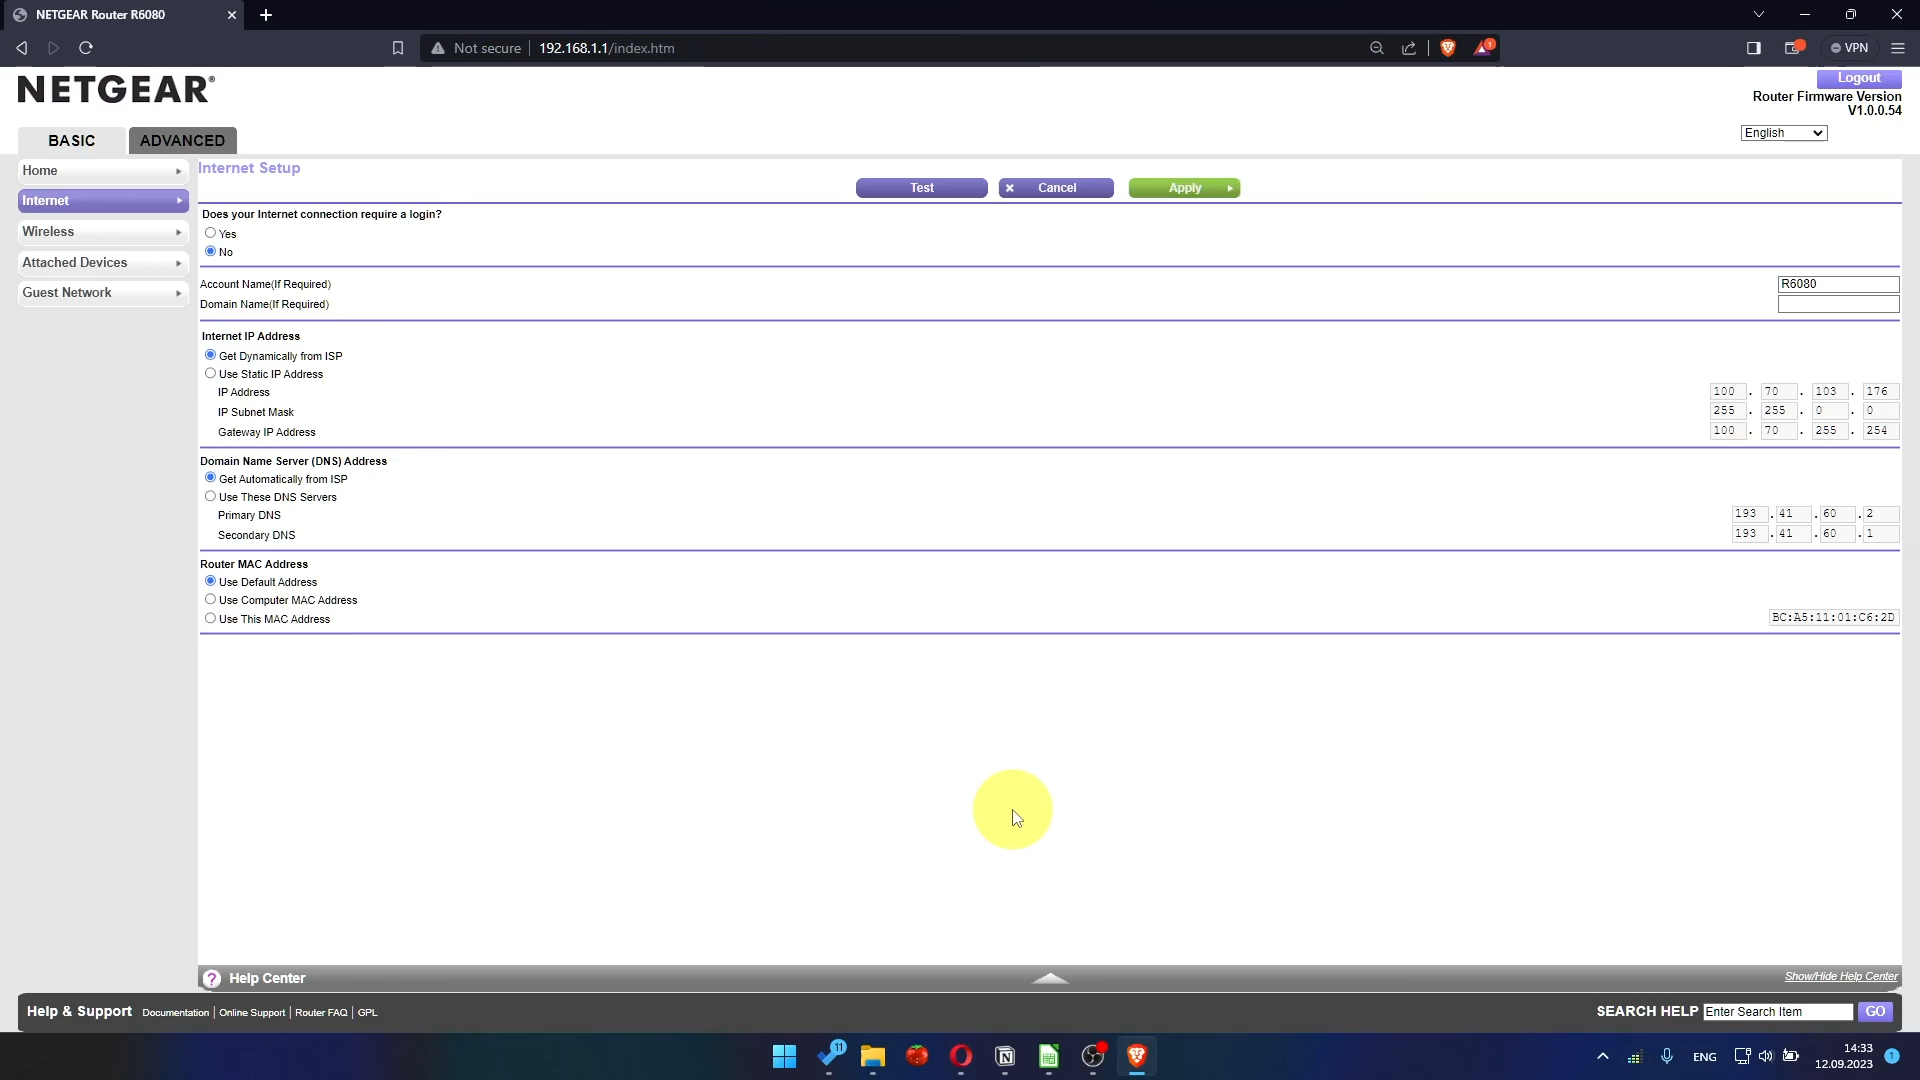 NETGEAR Router R6080
Not secure 192.168.1.1/index.htm
1
VPN
NETGEAR®
Logout
Router Firmware Version
V1.0.0.54
BASIC ADVANCED
English
Home
Internet
Wireless
Attached Devices
Guest Network
Internet Setup
Test Cancel Apply
Does your Internet connection require a login?
Yes
No
Account Name(If Required) R6080
Domain Name(If Required)
Internet IP Address
Get Dynamically from ISP
Use Static IP Address
IP Address 100 . 70 . 103 . 176
IP Subnet Mask 255 . 255 . 0 . 0
Gateway IP Address 100 . 70 . 255 . 254
Domain Name Server (DNS) Address
Get Automatically from ISP
Use These DNS Servers
Primary DNS 193 . 41 . 60 . 2
Secondary DNS 193 . 41 . 60 . 1
Router MAC Address
Use Default Address
Use Computer MAC Address
Use This MAC Address BC:A5:11:01:C6:2D
? Help Center Show/Hide Help Center
Help & Support Documentation | Online Support | Router FAQ | GPL SEARCH HELP Enter Search Item GO
11
ENG
14:33
12.09.2023
1